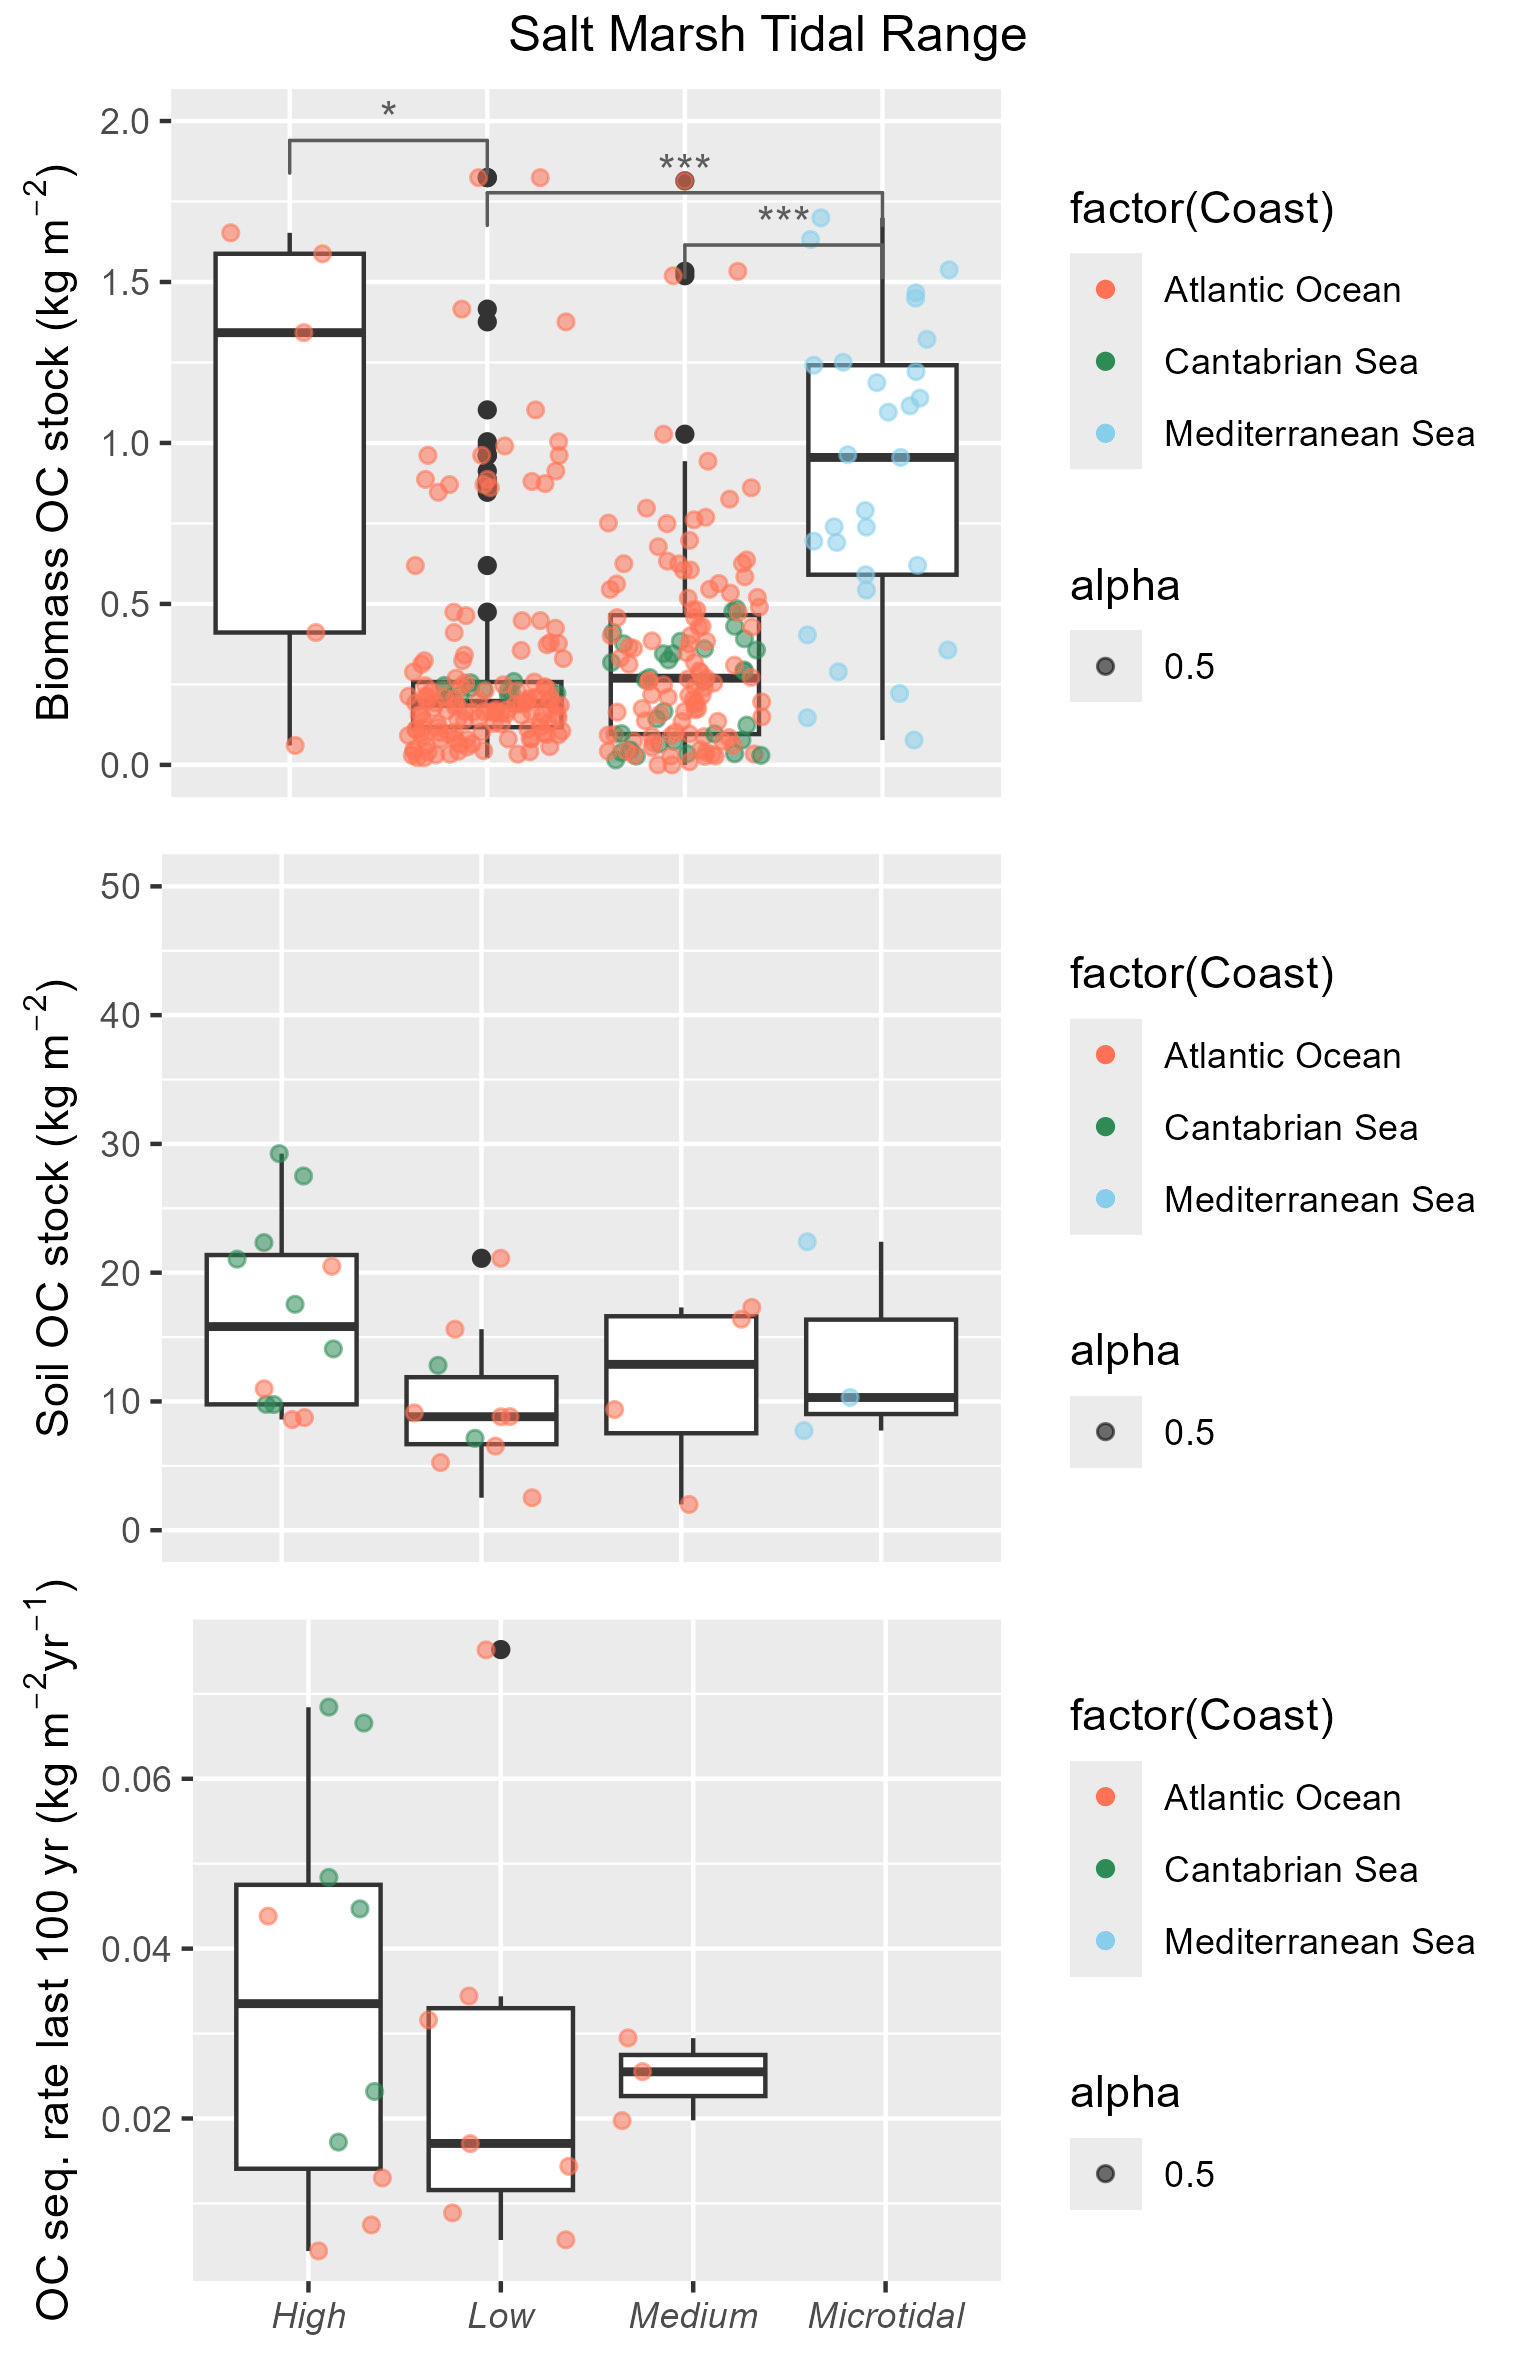 Salt Marsh Tidal Range
Biomass OC stock (kg m⁻²)
2.0
1.5
1.0
0.5
0.0
*
***
***
factor(Coast)
Atlantic Ocean
Cantabrian Sea
Mediterranean Sea
alpha
0.5
Soil OC stock (kg m⁻²)
50
40
30
20
10
0
factor(Coast)
Atlantic Ocean
Cantabrian Sea
Mediterranean Sea
alpha
0.5
OC seq. rate last 100 yr (kg m⁻²yr⁻¹)
0.06
0.04
0.02
High Low Medium Microtidal
factor(Coast)
Atlantic Ocean
Cantabrian Sea
Mediterranean Sea
alpha
0.5